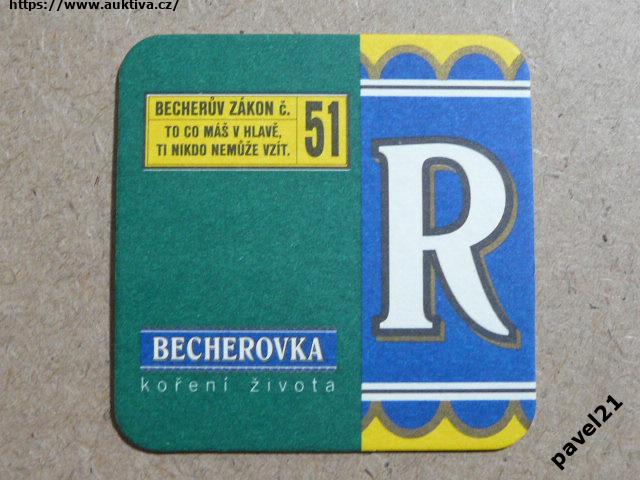 https://www.auktiva.cz/
BECHERŮV ZÁKON č.
TO CO MÁŠ V HLAVĚ,
TI NIKDO NEMŮŽE VZÍT.
51
R
BECHEROVKA
koření života
pavel21